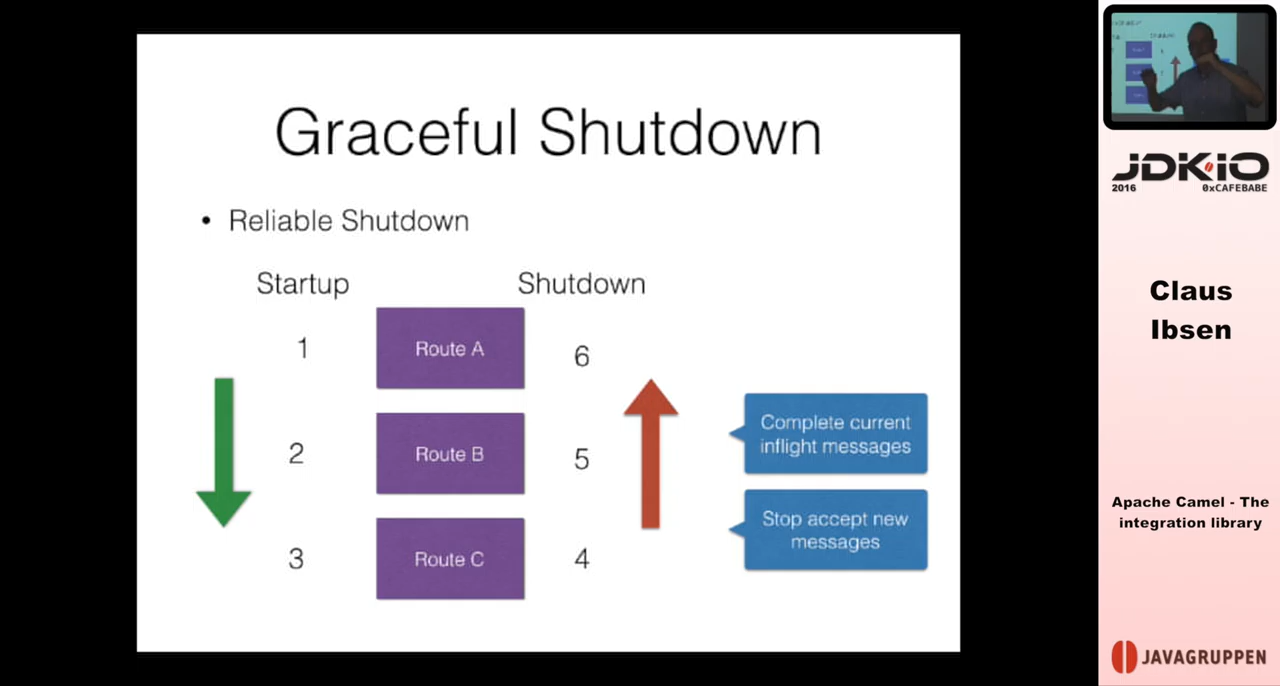 Graceful Shutdown
• Reliable Shutdown
Startup
Shutdown
1
Route A
6
2
Route B
5
3
Route C
4
Complete current
inflight messages
Stop accept new
messages
JDK.iO
2016
0xCAFEBABE
Claus
Ibsen
Apache Camel - The
integration library
JAVAGRUPPEN